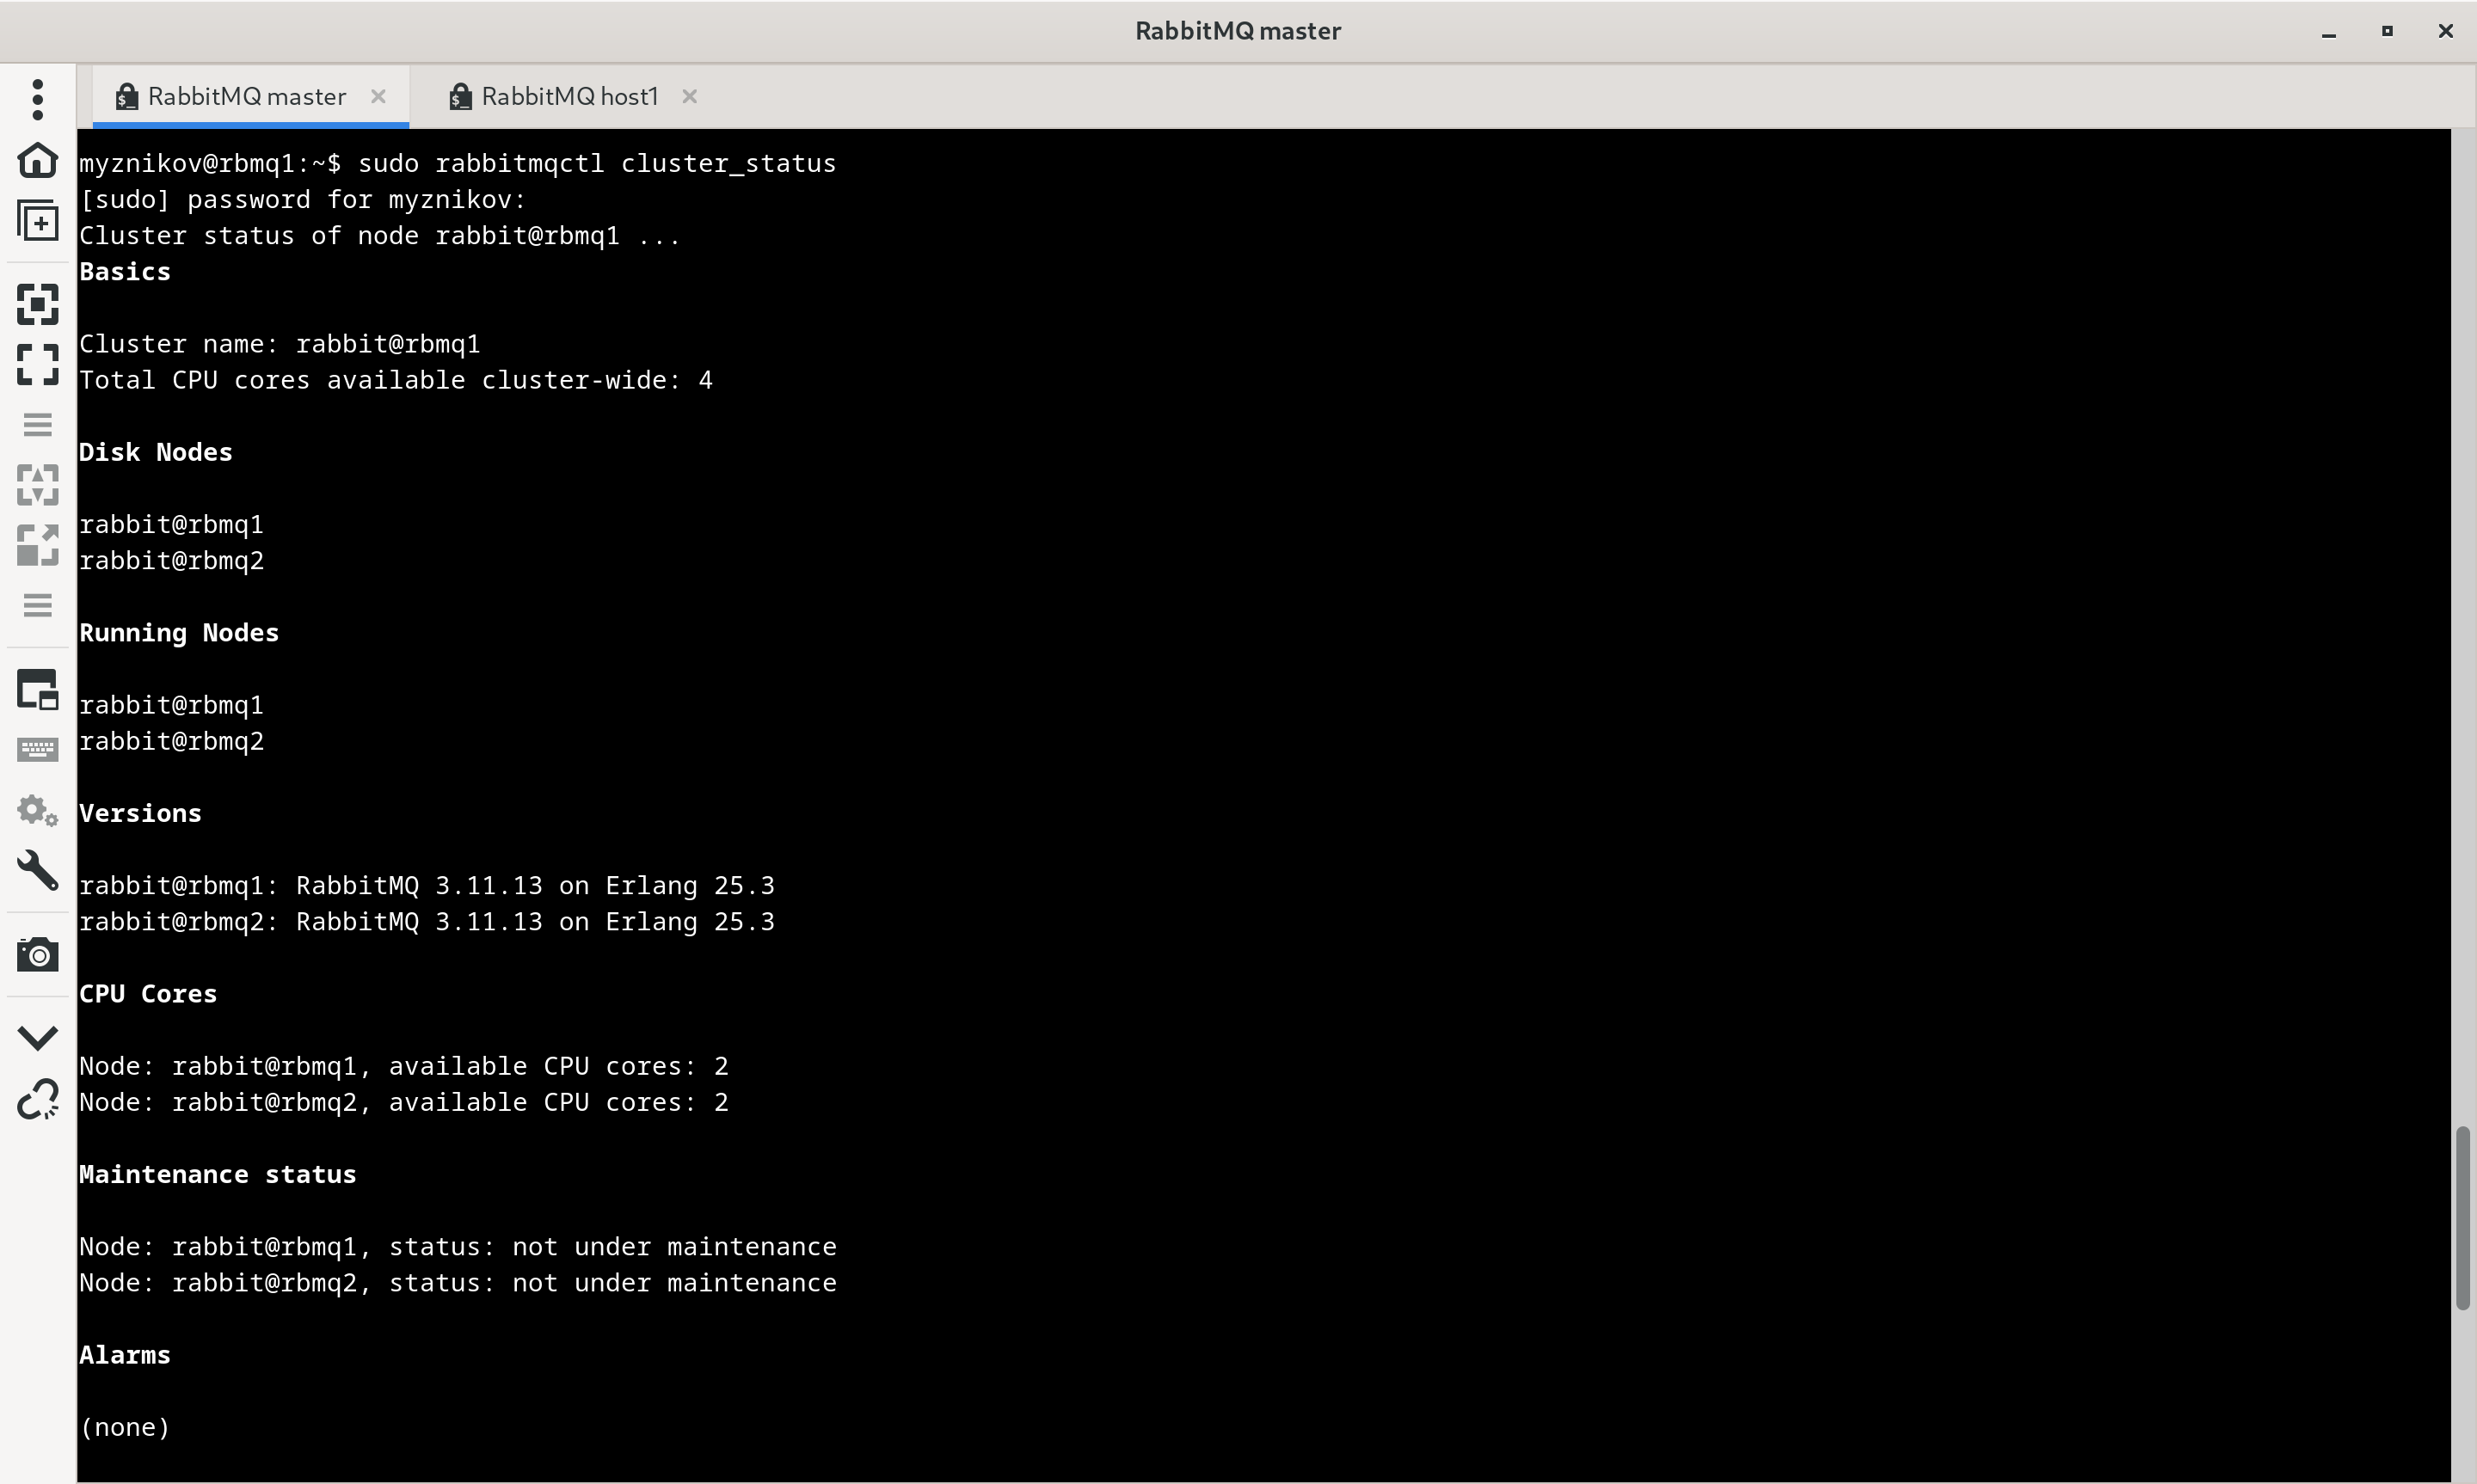 RabbitMQ master
RabbitMQ master
RabbitMQ host1
myznikov@rbmq1:~$ sudo rabbitmqctl cluster_status
[sudo] password for myznikov:
Cluster status of node rabbit@rbmq1 ...
Basics
Cluster name: rabbit@rbmq1
Total CPU cores available cluster-wide: 4
Disk Nodes
rabbit@rbmq1
rabbit@rbmq2
Running Nodes
rabbit@rbmq1
rabbit@rbmq2
Versions
rabbit@rbmq1: RabbitMQ 3.11.13 on Erlang 25.3
rabbit@rbmq2: RabbitMQ 3.11.13 on Erlang 25.3
CPU Cores
Node: rabbit@rbmq1, available CPU cores: 2
Node: rabbit@rbmq2, available CPU cores: 2
Maintenance status
Node: rabbit@rbmq1, status: not under maintenance
Node: rabbit@rbmq2, status: not under maintenance
Alarms
(none)